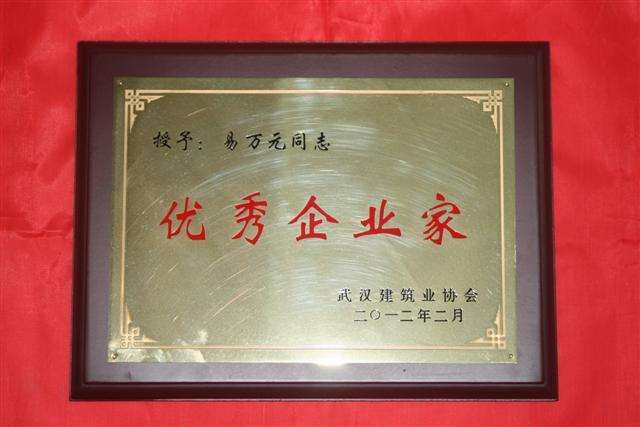 授予：易万元同志
优秀企业家
武汉建筑业协会
二〇一二年二月